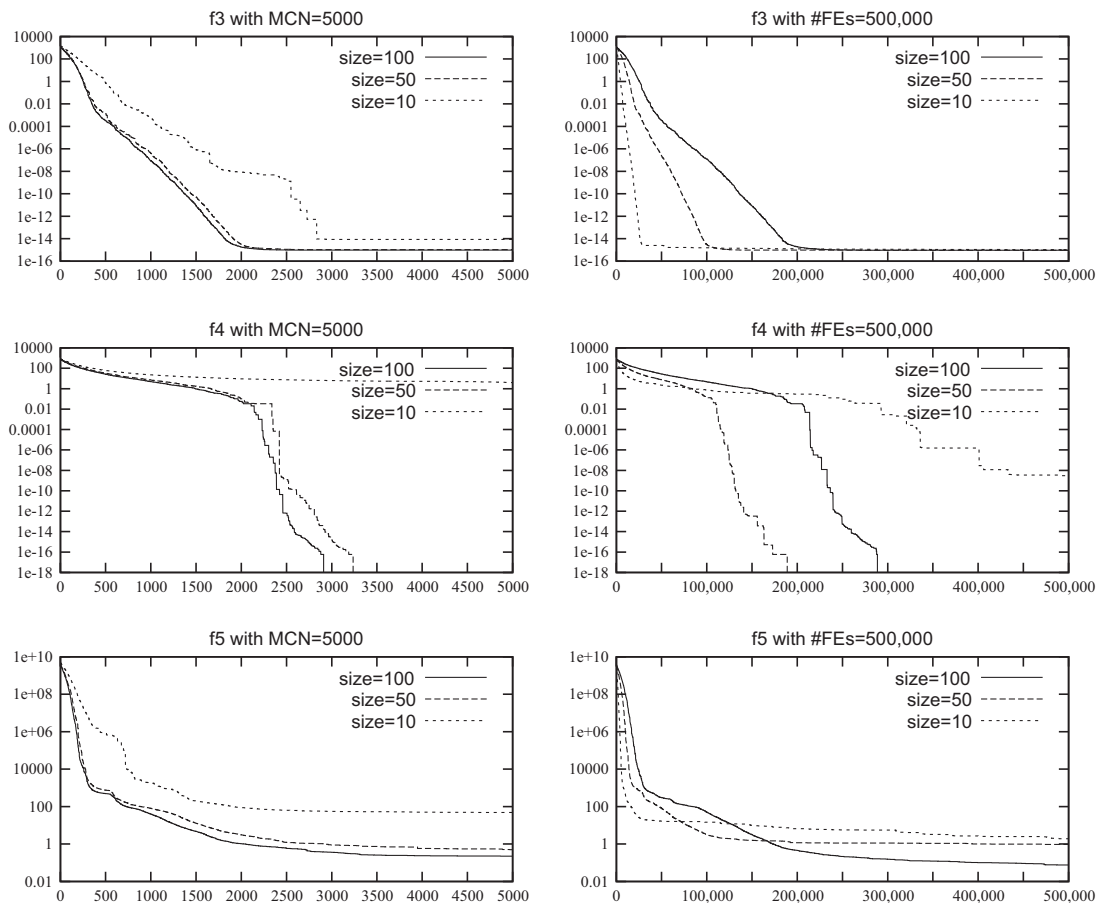 f3 with MCN=5000
10000
100
1
0.01
0.0001
1e-06
1e-08
1e-10
1e-12
1e-14
1e-16
size=100
size=50
size=10
0 500 1000 1500 2000 2500 3000 3500 4000 4500 5000
f3 with #FEs=500,000
10000
100
1
0.01
0.0001
1e-06
1e-08
1e-10
1e-12
1e-14
1e-16
size=100
size=50
size=10
0 100,000 200,000 300,000 400,000 500,000
f4 with MCN=5000
10000
100
1
0.01
0.0001
1e-06
1e-08
1e-10
1e-12
1e-14
1e-16
1e-18
size=100
size=50
size=10
0 500 1000 1500 2000 2500 3000 3500 4000 4500 5000
f4 with #FEs=500,000
10000
100
1
0.01
0.0001
1e-06
1e-08
1e-10
1e-12
1e-14
1e-16
1e-18
size=100
size=50
size=10
0 100,000 200,000 300,000 400,000 500,000
f5 with MCN=5000
1e+10
1e+08
1e+06
10000
100
1
0.01
size=100
size=50
size=10
0 500 1000 1500 2000 2500 3000 3500 4000 4500 5000
f5 with #FEs=500,000
1e+10
1e+08
1e+06
10000
100
1
0.01
size=100
size=50
size=10
0 100,000 200,000 300,000 400,000 500,000